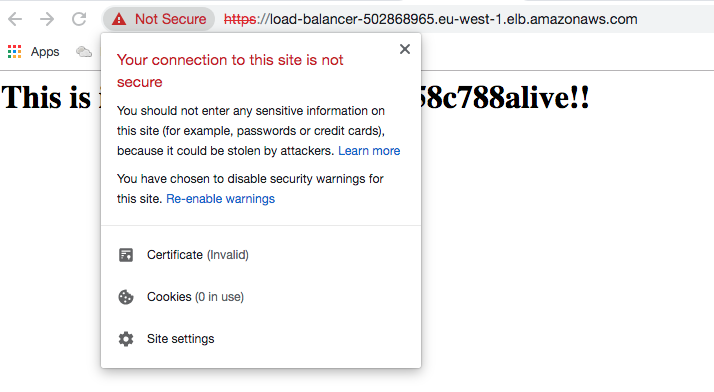 Not Secure https://load-balancer-502868965.eu-west-1.elb.amazonaws.com
Apps
This is 58c788alive!!
Your connection to this site is not
secure
You should not enter any sensitive information on
this site (for example, passwords or credit cards),
because it could be stolen by attackers. Learn more
You have chosen to disable security warnings for
this site. Re-enable warnings
Certificate (Invalid)
Cookies (0 in use)
Site settings